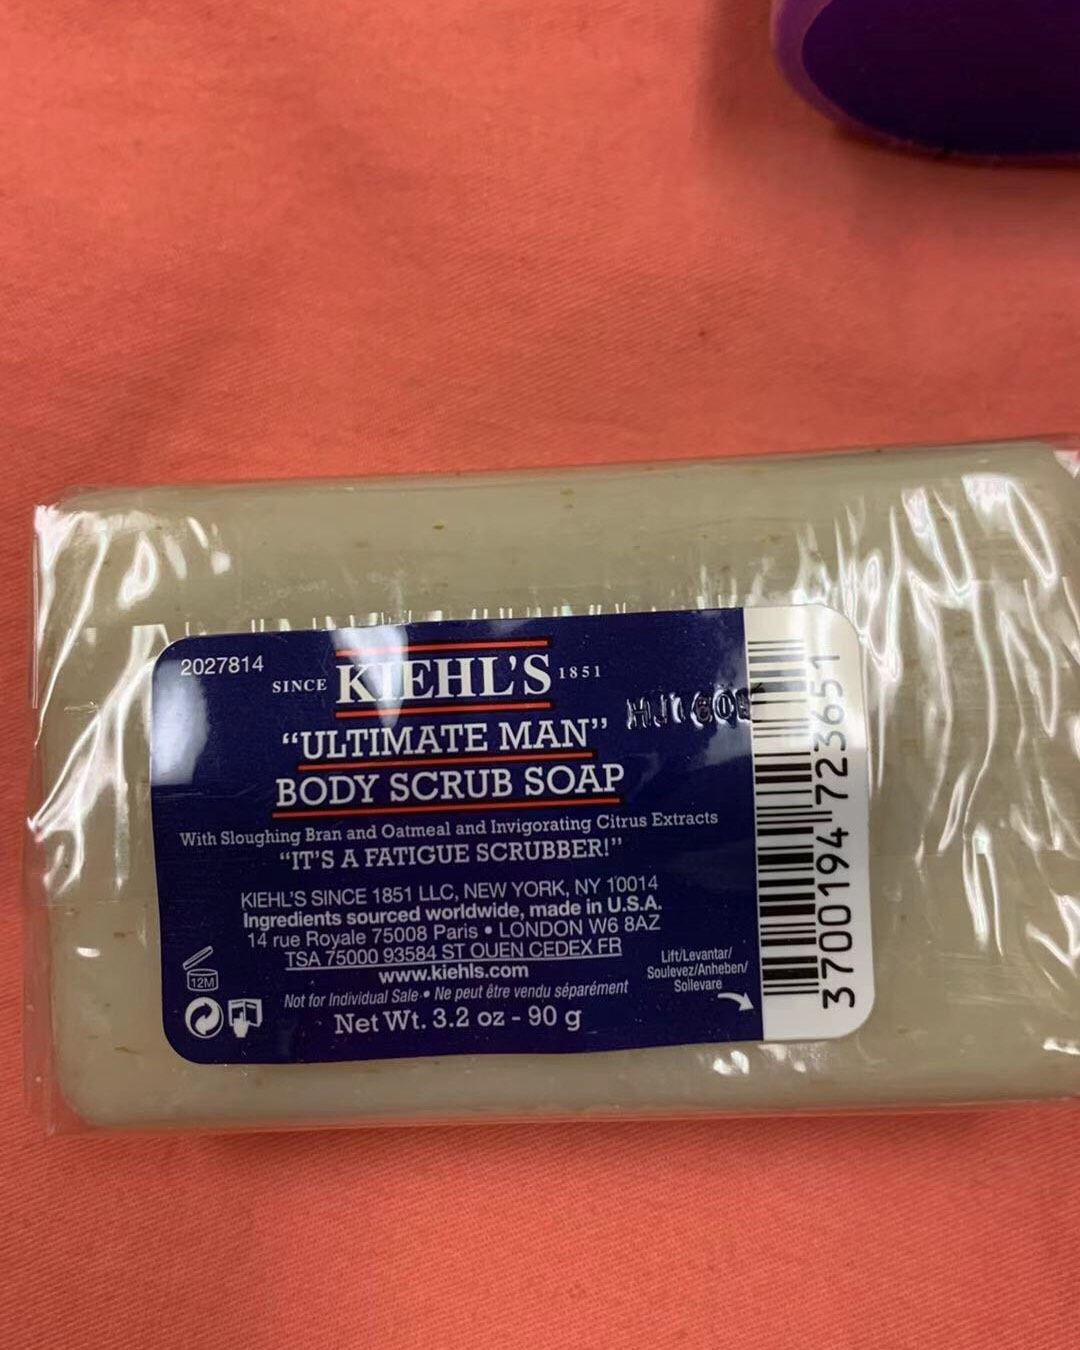 2027814
SINCE KIEHL'S 1851
"ULTIMATE MAN"
BODY SCRUB SOAP
With Sloughing Bran and Oatmeal and Invigorating Citrus Extracts
"IT'S A FATIGUE SCRUBBER!"
KIEHL'S SINCE 1851 LLC, NEW YORK, NY 10014
Ingredients sourced worldwide, made in U.S.A.
14 rue Royale 75008 Paris • LONDON W6 8AZ
TSA 75000 93584 ST OUEN CEDEX FR
www.kiehls.com
Not for Individual Sale • Ne peut être vendu séparément
Net Wt. 3.2 oz - 90 g
12M
Lift/Levantar/
Soulevez/Anheben/
Sollevare
3700194723651